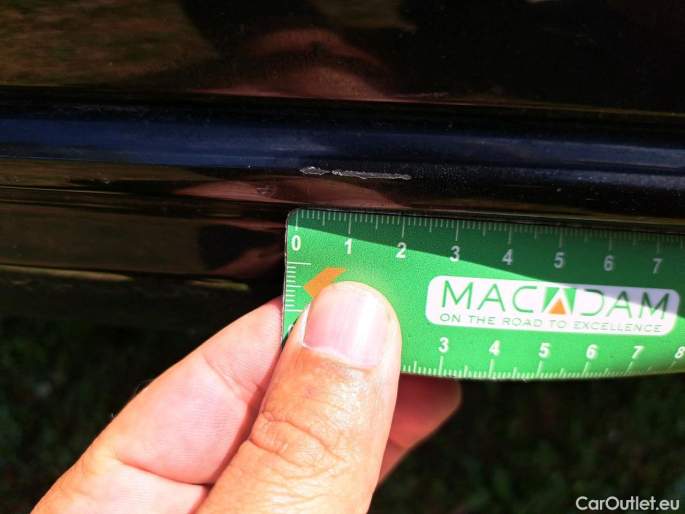 0 1 2 3 4 5 6 7
MACADAM
ON THE ROAD TO EXCELLENCE
3 4 5 6 7 8
CarOutlet.eu